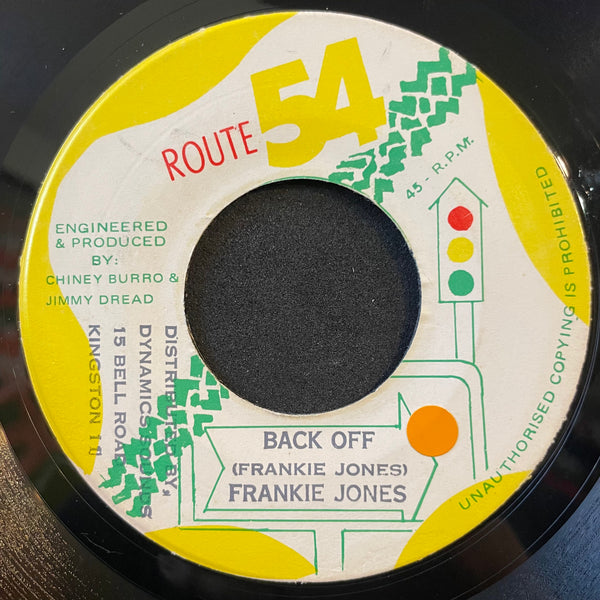 ROUTE 54
45 - R.P.M.
ENGINEERED
& PRODUCED
BY:
CHINEY BURRO &
JIMMY DREAD
DISTRIBUTED BY,
DYNAMIC SOUNDS
15 BELL ROAD
KINGSTON 11
BACK OFF
(FRANKIE JONES)
FRANKIE JONES
UNAUTHORISED COPYING IS PROHIBITED